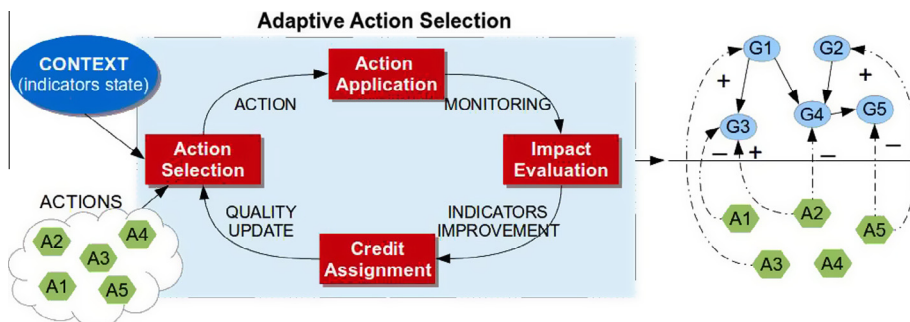 Adaptive Action Selection
CONTEXT
(indicators state)
Action
Application
ACTION
MONITORING
Action
Selection
Impact
Evaluation
QUALITY
UPDATE
INDICATORS
IMPROVEMENT
Credit
Assignment
ACTIONS
A2
A4
A3
A1
A5
G1
G2
+
+
G3
G4
G5
−
+
−
−
A1
A2
A5
A3
A4